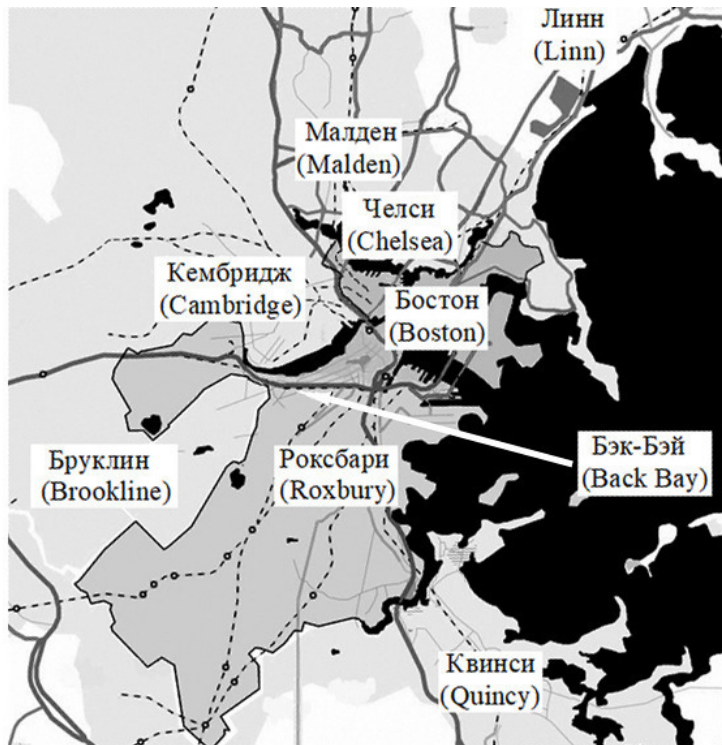 Линн
(Linn)
Малден
(Malden)
Челси
(Chelsea)
Кембридж
(Cambridge)
Бостон
(Boston)
Бруклин
(Brookline)
Роксбари
(Roxbury)
Бэк-Бэй
(Back Bay)
Квинси
(Quincy)